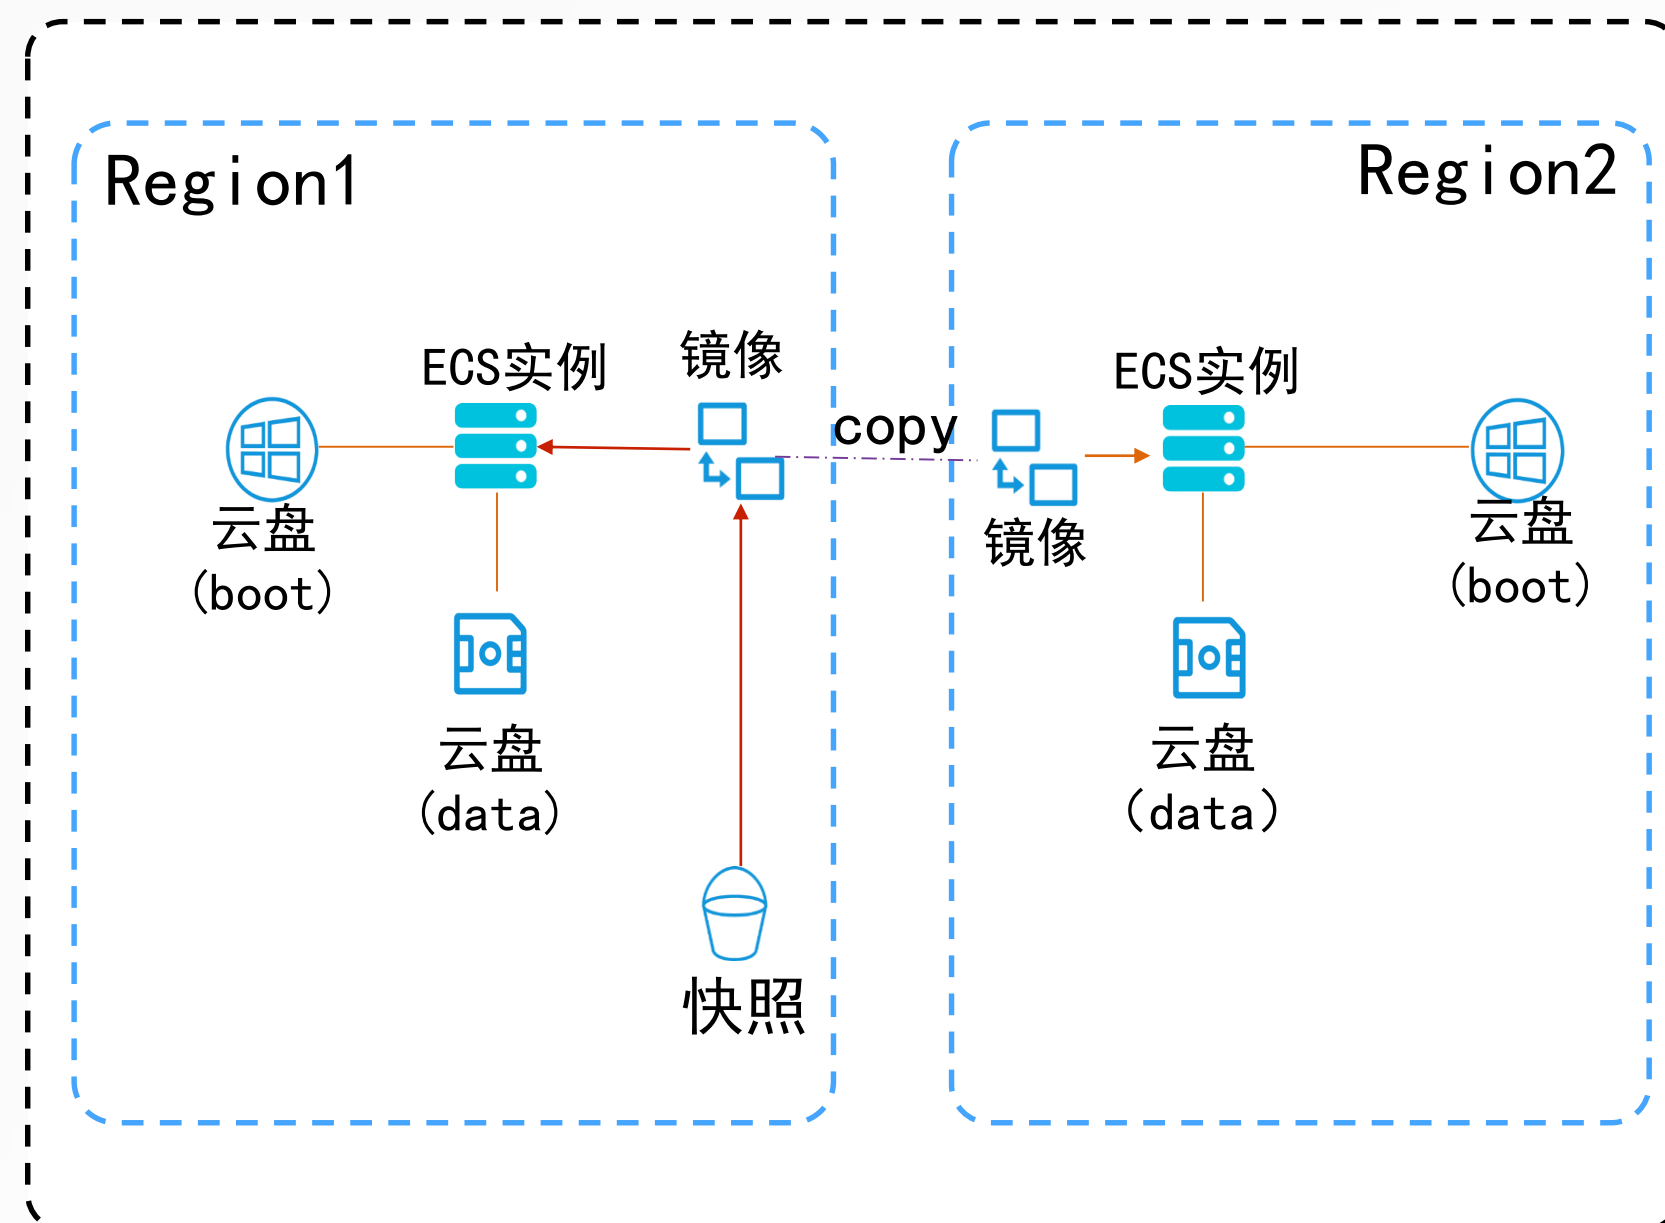 Region1
Region2
ECS实例
镜像
copy
ECS实例
云盘
(boot)
镜像
云盘
(boot)
云盘
(data)
云盘
(data)
快照